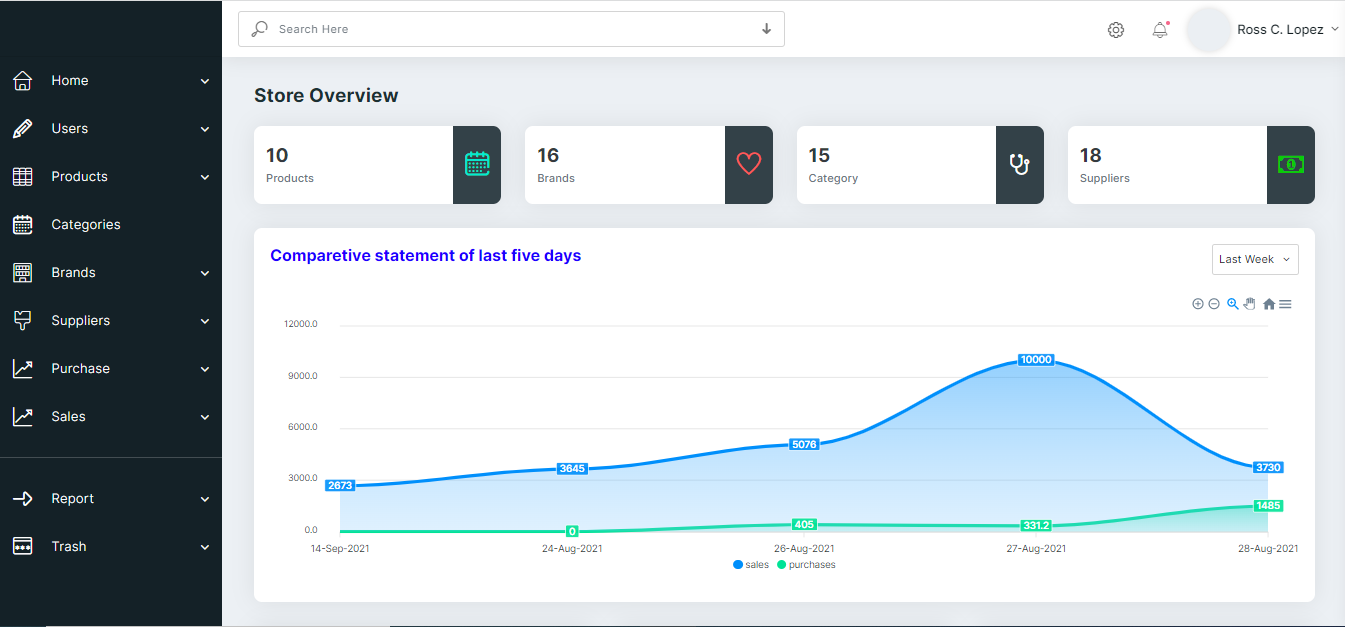 Search Here
Ross C. Lopez
Home
Users
Products
Categories
Brands
Suppliers
Purchase
Sales
Report
Trash
Store Overview
10
Products
16
Brands
15
Category
18
Suppliers
Comparetive statement of last five days
Last Week
12000.0
9000.0
6000.0
3000.0
0.0
2673
3645
5076
10000
3730
0
405
331.2
1485
14-Sep-2021
24-Aug-2021
26-Aug-2021
27-Aug-2021
28-Aug-2021
sales
purchases